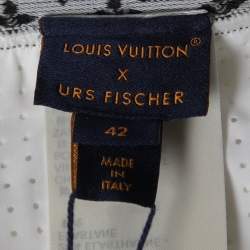 LOUIS VUITTON®
X
URS FISCHER
42
MADE
IN
ITALY